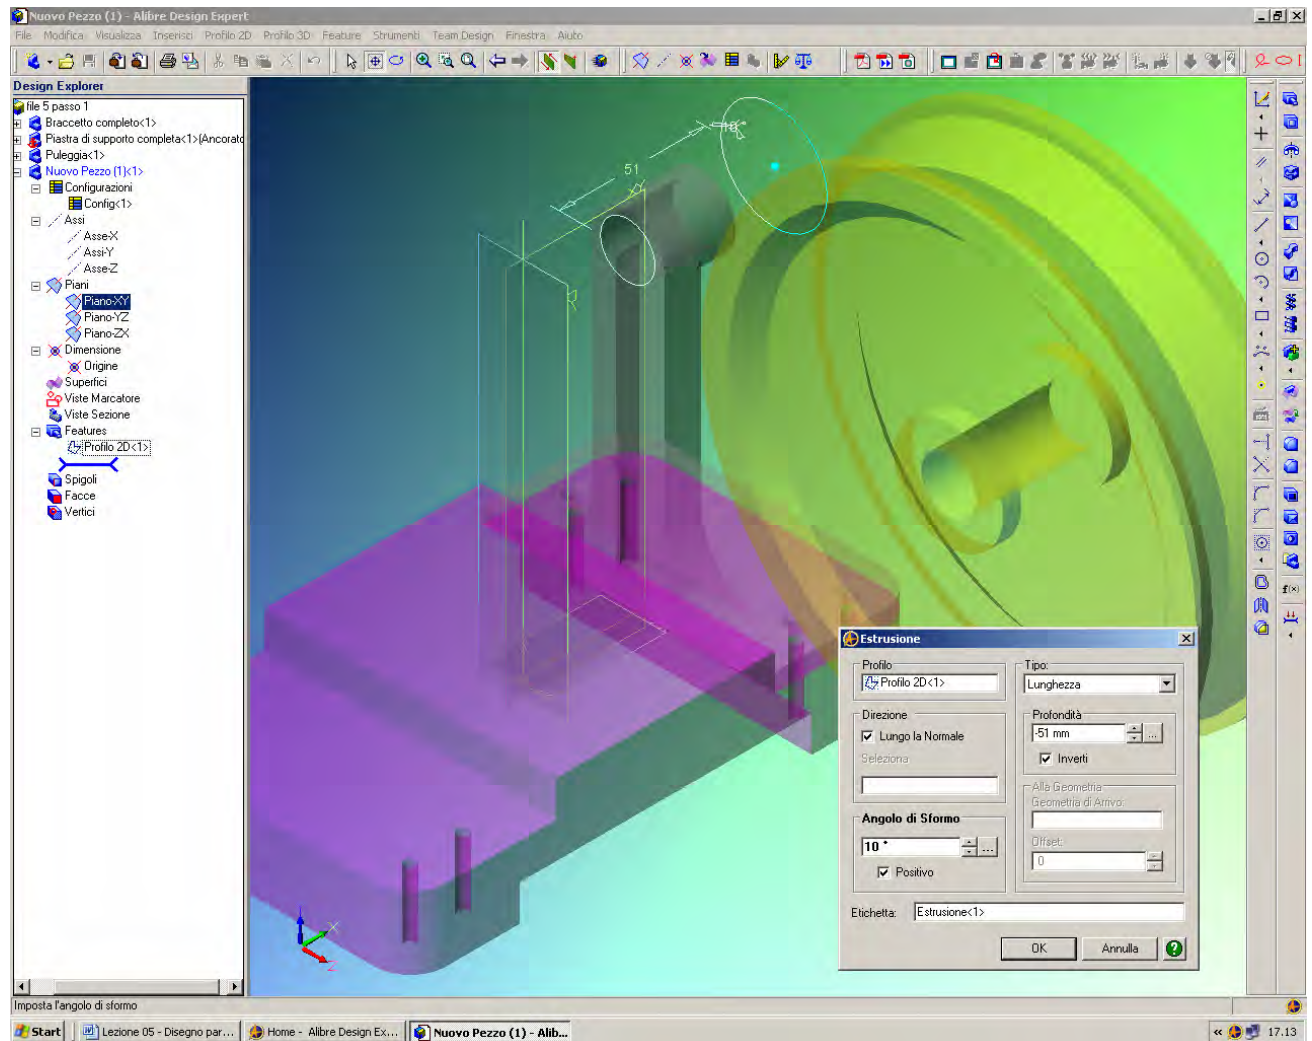 Nuovo Pezzo (1) - Alibre Design Expert
File Modifica Visualizza Inserisci Profilo 2D Profilo 3D Feature Strumenti Team Design Finestra Aiuto
Design Explorer
file 5 passo 1
Braccetto completo<1>
Piastra di supporto completa<1>(Ancorato
Puleggia<1>
Nuovo Pezzo (1)<1>
Configurazioni
Config<1>
Assi
Asse-X
Assi-Y
Asse-Z
Piani
Piano-XY
Piano-YZ
Piano-ZX
Dimensione
Origine
Superfici
Viste Marcatore
Viste Sezione
Features
Profilo 2D<1>
Spigoli
Facce
Vertici
51
10
f(x)
X
Z
Estrusione
Profilo
Profilo 2D<1>
Tipo:
Lunghezza
Direzione
Lungo la Normale
Seleziona
Profondità
-51 mm
...
Inverti
Alla Geometria
Geometria di Arrivo:
Offset:
0
Angolo di Sformo
10 °
...
Positivo
Etichetta: Estrusione<1>
OK Annulla ?
Imposta l'angolo di sformo
Start Lezione 05 - Disegno par... Home - Alibre Design Ex... Nuovo Pezzo (1) - Alib... « 17.13